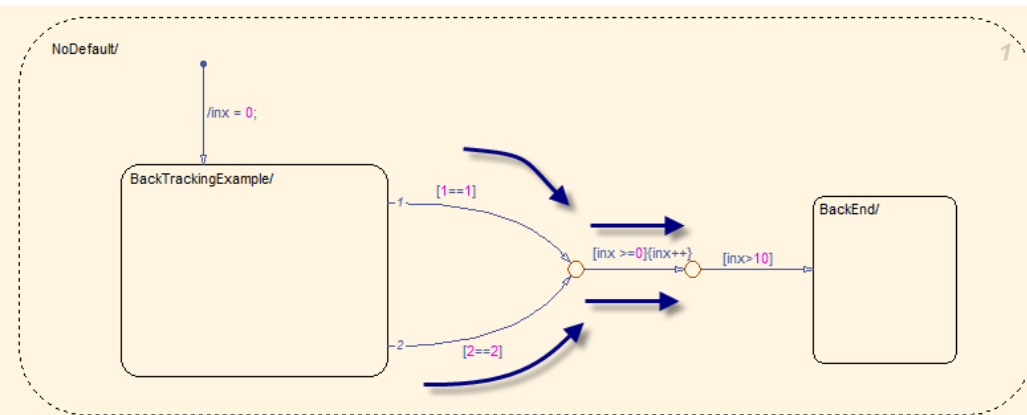 NoDefault/
1
/inx = 0;
BackTrackingExample/
1
[1==1]
BackEnd/
[inx >=0]{inx++}
[inx>10]
2
[2==2]